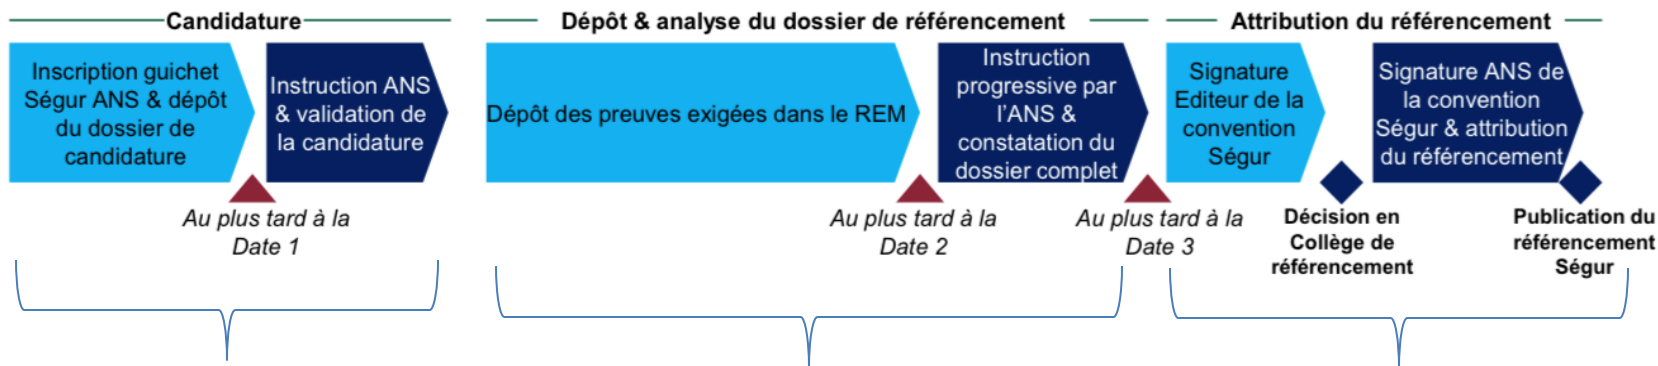 Candidature
Inscription guichet
Ségur ANS & dépôt
du dossier de
candidature
Instruction ANS
& validation de
la candidature
Au plus tard à la
Date 1
Dépôt & analyse du dossier de référencement
Dépôt des preuves exigées dans le REM
Instruction
progressive par
l'ANS &
constatation du
dossier complet
Au plus tard à la
Date 2
Au plus tard à la
Date 3
Attribution du référencement
Signature
Editeur de la
convention
Ségur
Signature ANS de
la convention
Ségur & attribution
du référencement
Décision en
Collège de
référencement
Publication du
référencement
Ségur